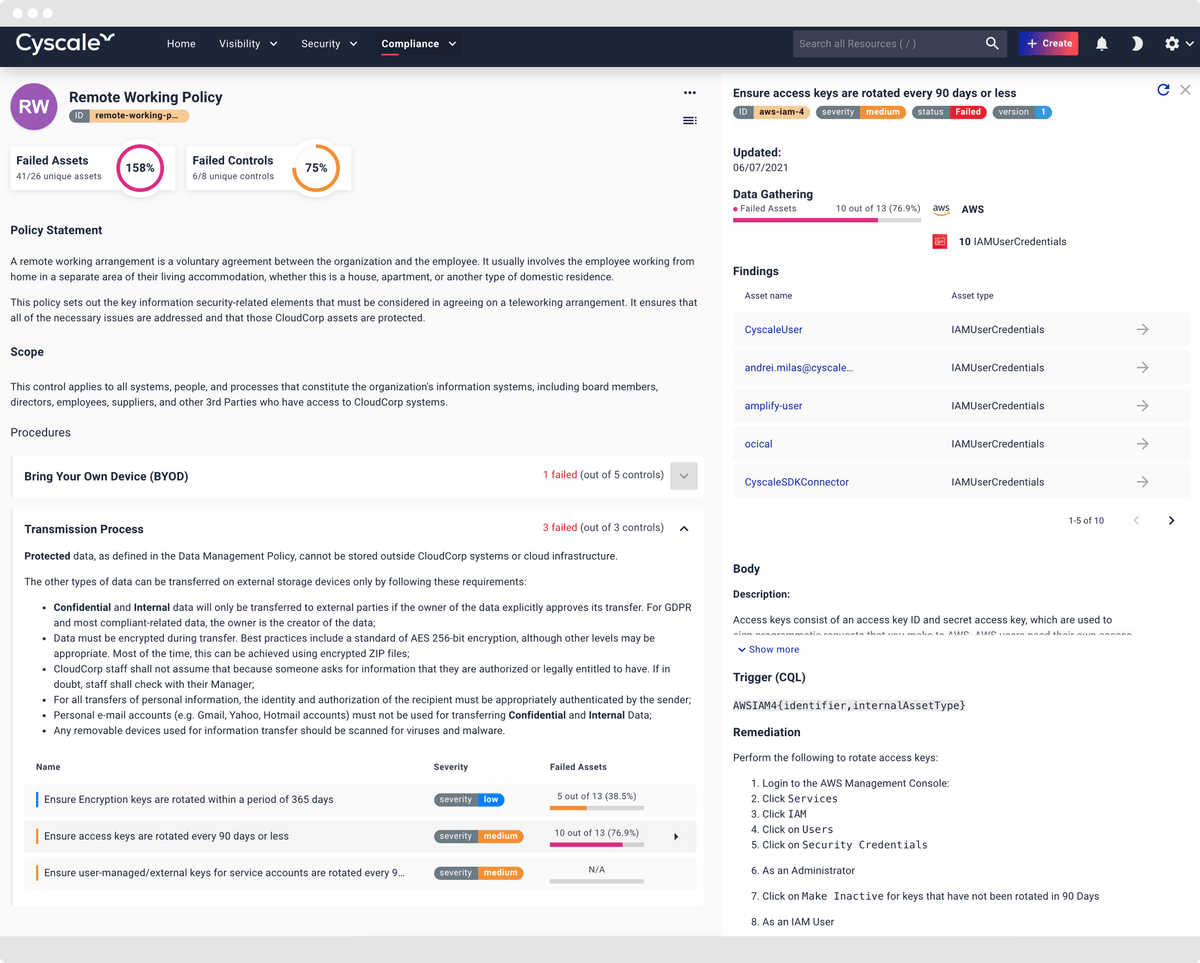 Cyscale
Home
Visibility
Security
Compliance
Search all Resources ( / )
+ Create
RW
Remote Working Policy
ID remote-working-p...
Failed Assets
41/26 unique assets
158%
Failed Controls
6/8 unique controls
75%
Policy Statement
A remote working arrangement is a voluntary agreement between the organization and the employee. It usually involves the employee working from
home in a separate area of their living accommodation, whether this is a house, apartment, or another type of domestic residence.
This policy sets out the key information security-related elements that must be considered in agreeing on a teleworking arrangement. It ensures that
all of the necessary issues are addressed and that those CloudCorp assets are protected.
Scope
This control applies to all systems, people, and processes that constitute the organization's information systems, including board members,
directors, employees, suppliers, and other 3rd Parties who have access to CloudCorp systems.
Procedures
Bring Your Own Device (BYOD)
1 failed (out of 5 controls)
Transmission Process
3 failed (out of 3 controls)
Protected data, as defined in the Data Management Policy, cannot be stored outside CloudCorp systems or cloud infrastructure.
The other types of data can be transferred on external storage devices only by following these requirements:
• Confidential and Internal data will only be transferred to external parties if the owner of the data explicitly approves its transfer. For GDPR
and most compliant-related data, the owner is the creator of the data;
• Data must be encrypted during transfer. Best practices include a standard of AES 256-bit encryption, although other levels may be
appropriate. Most of the time, this can be achieved using encrypted ZIP files;
• CloudCorp staff shall not assume that because someone asks for information that they are authorized or legally entitled to have. If in
doubt, staff shall check with their Manager;
• For all transfers of personal information, the identity and authorization of the recipient must be appropriately authenticated by the sender;
• Personal e-mail accounts (e.g. Gmail, Yahoo, Hotmail accounts) must not be used for transferring Confidential and Internal Data;
• Any removable devices used for information transfer should be scanned for viruses and malware.
Name Severity Failed Assets
Ensure Encryption keys are rotated within a period of 365 days severity low 5 out of 13 (38.5%)
Ensure access keys are rotated every 90 days or less severity medium 10 out of 13 (76.9%)
Ensure user-managed/external keys for service accounts are rotated every 9... severity medium N/A
Ensure access keys are rotated every 90 days or less
ID aws-iam-4 severity medium status Failed version 1
Updated:
06/07/2021
Data Gathering
Failed Assets 10 out of 13 (76.9%)
aws AWS
10 IAMUserCredentials
Findings
Asset name Asset type
CyscaleUser IAMUserCredentials
andrei.milas@cyscale... IAMUserCredentials
amplify-user IAMUserCredentials
ocical IAMUserCredentials
CyscaleSDKConnector IAMUserCredentials
1-5 of 10
Body
Description:
Access keys consist of an access key ID and secret access key, which are used to
sign programmatic requests that you make to AWS. AWS users need their own access
Show more
Trigger (CQL)
AWSIAM4{identifier,internalAssetType}
Remediation
Perform the following to rotate access keys:
1. Login to the AWS Management Console:
2. Click Services
3. Click IAM
4. Click on Users
5. Click on Security Credentials
6. As an Administrator
7. Click on Make Inactive for keys that have not been rotated in 90 Days
8. As an IAM User